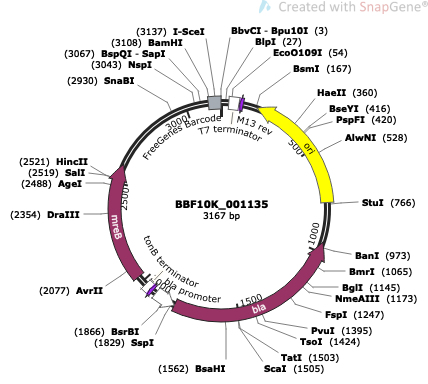 Created with SnapGene®
(3137) I-SceI
(3108) BamHI
(3067) BspQI - SapI
(3043) NspI
(2930) SnaBI
BbvCI - Bpu10I (3)
BlpI (27)
EcoO109I (54)
BsmI (167)
HaeII (360)
BseYI (416)
PspFI (420)
AlwNI (528)
StuI (766)
BanI (973)
BmrI (1065)
BglI (1145)
NmeAIII (1173)
FspI (1247)
PvuI (1395)
TsoI (1424)
TatI (1503)
ScaI (1505)
(1562) BsaHI
(1829) SspI
(1866) BsrBI
(2077) AvrII
(2354) DraIII
(2488) AgeI
(2519) SalI
(2521) HincII
FreeGenes Barcode
T7 terminator
M13 rev
ori
bla
bla promoter
tonB terminator
mreB
500
1000
1500
2500
3000
BBF10K_001135
3167 bp